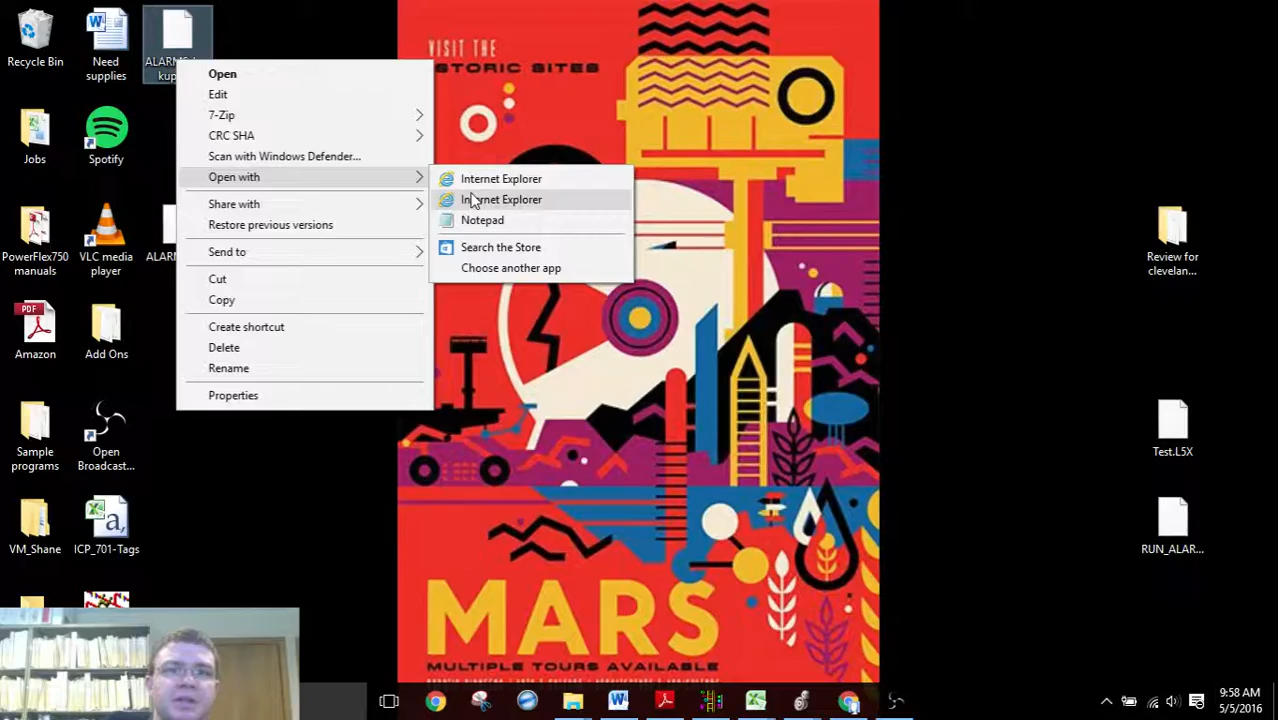 VISIT THE
STORIC SITES
Recycle Bin
Need
supplies
Open
Edit
7-Zip
CRC SHA
Scan with Windows Defender...
Open with
Share with
Restore previous versions
Send to
Cut
Copy
Create shortcut
Delete
Rename
Properties
Internet Explorer
Internet Explorer
Notepad
Search the Store
Choose another app
Jobs
Spotify
PowerFlex750
manuals
VLC media
player
PDF
Amazon
Add Ons
Sample
programs
Open
Broadcast...
VM_Shane
ICP_701-Tags
Review for
clevelan...
Test.L5X
RUN_ALAR...
MARS
MULTIPLE TOURS AVAILABLE
9:58 AM
5/5/2016